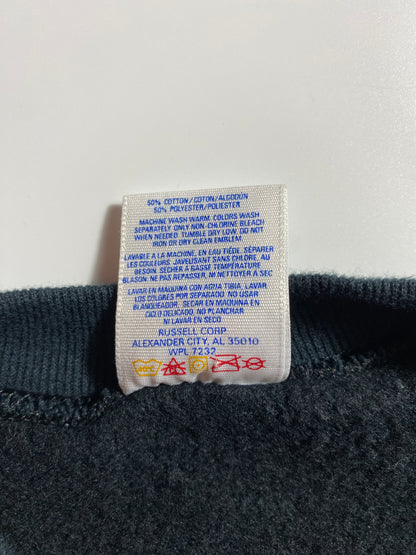 50% COTTON/COTON/ALGODÓN
50% POLYESTER/POLIESTER
MACHINE WASH WARM. COLORS WASH
SEPARATELY. ONLY NON-CHLORINE BLEACH
WHEN NEEDED. TUMBLE DRY LOW. DO NOT
IRON OR DRY CLEAN EMBLEM.
LAVABLE A LA MACHINE, EN EAU TIÈDE. SÉPARER
LES COULEURS. JAVELISANT SANS CHLORE, AU
BESOIN. SÉCHER À BASSE TEMPÉRATURE
BLASON: NE PAS REPASSER, M NETTOYER À SEC
LAVAR EN MAQUINA CON AGUA TIBIA, LAVAR
LOS COLORES POR SEPARADO. NO USAR
BLANQUEADOR. SECAR EN MAQUINA EN
CICLO DELICADO. NO PLANCHAR
NI LAVAR EN SECO.
RUSSELL CORP.
ALEXANDER CITY, AL 35010
WPL 7232